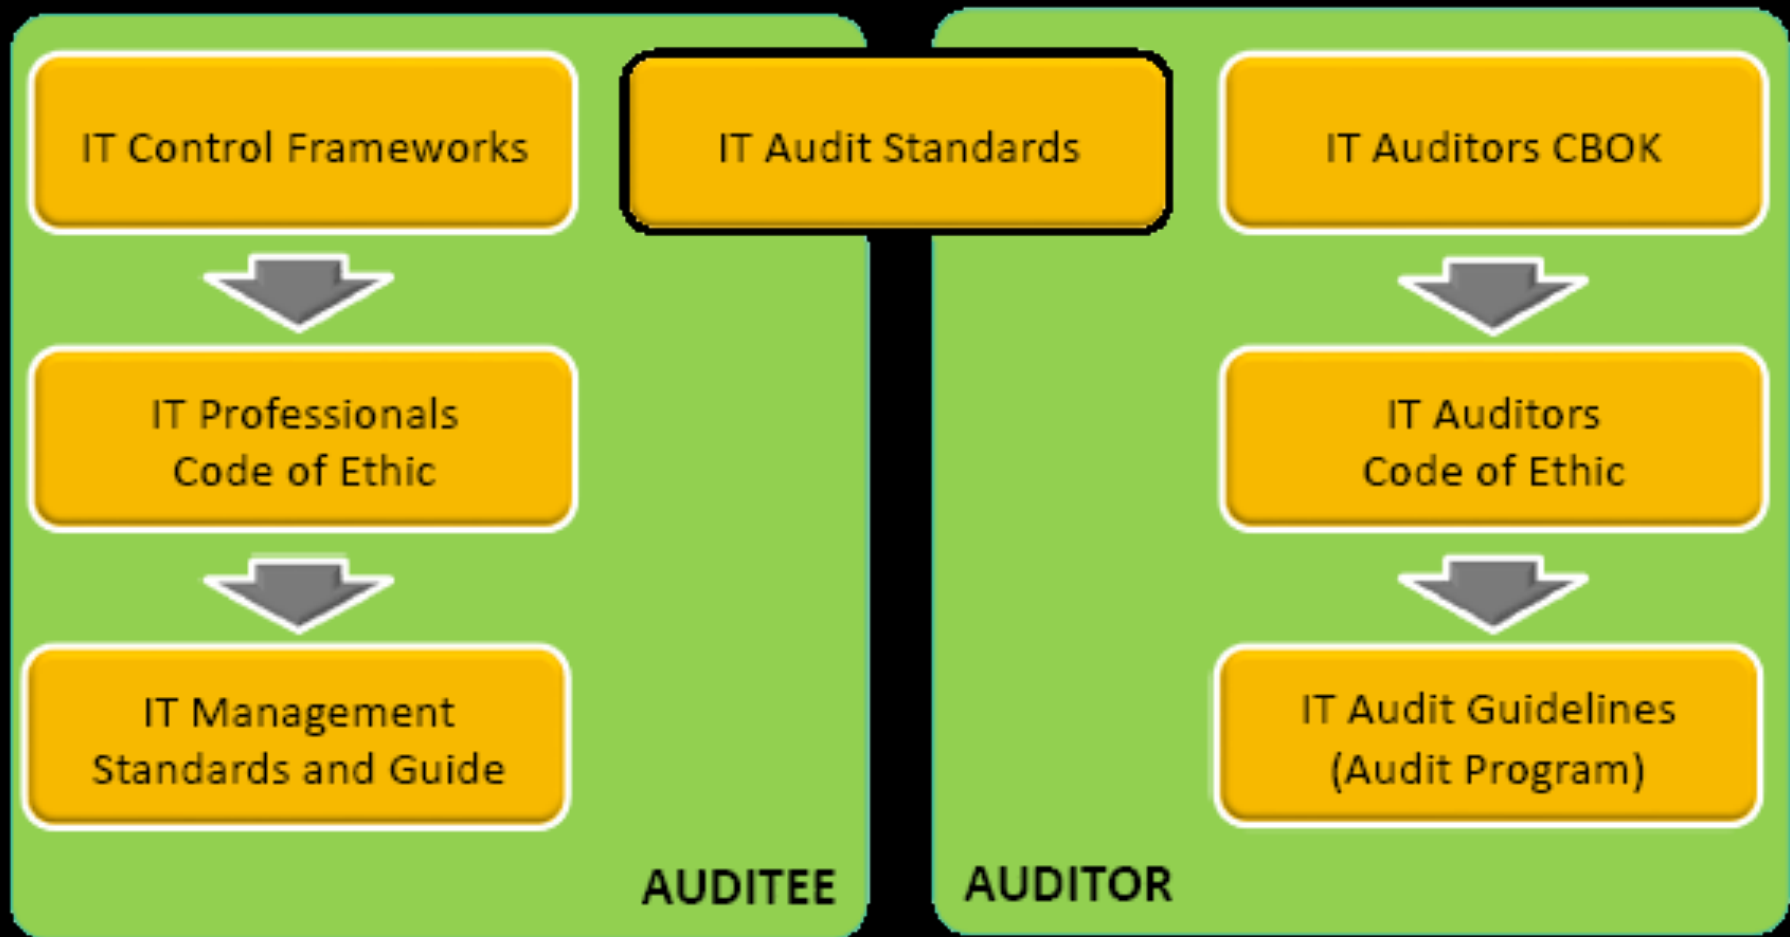 IT Control Frameworks
IT Audit Standards
IT Auditors CBOK
IT Professionals
Code of Ethic
IT Auditors
Code of Ethic
IT Management
Standards and Guide
IT Audit Guidelines
(Audit Program)
AUDITEE
AUDITOR